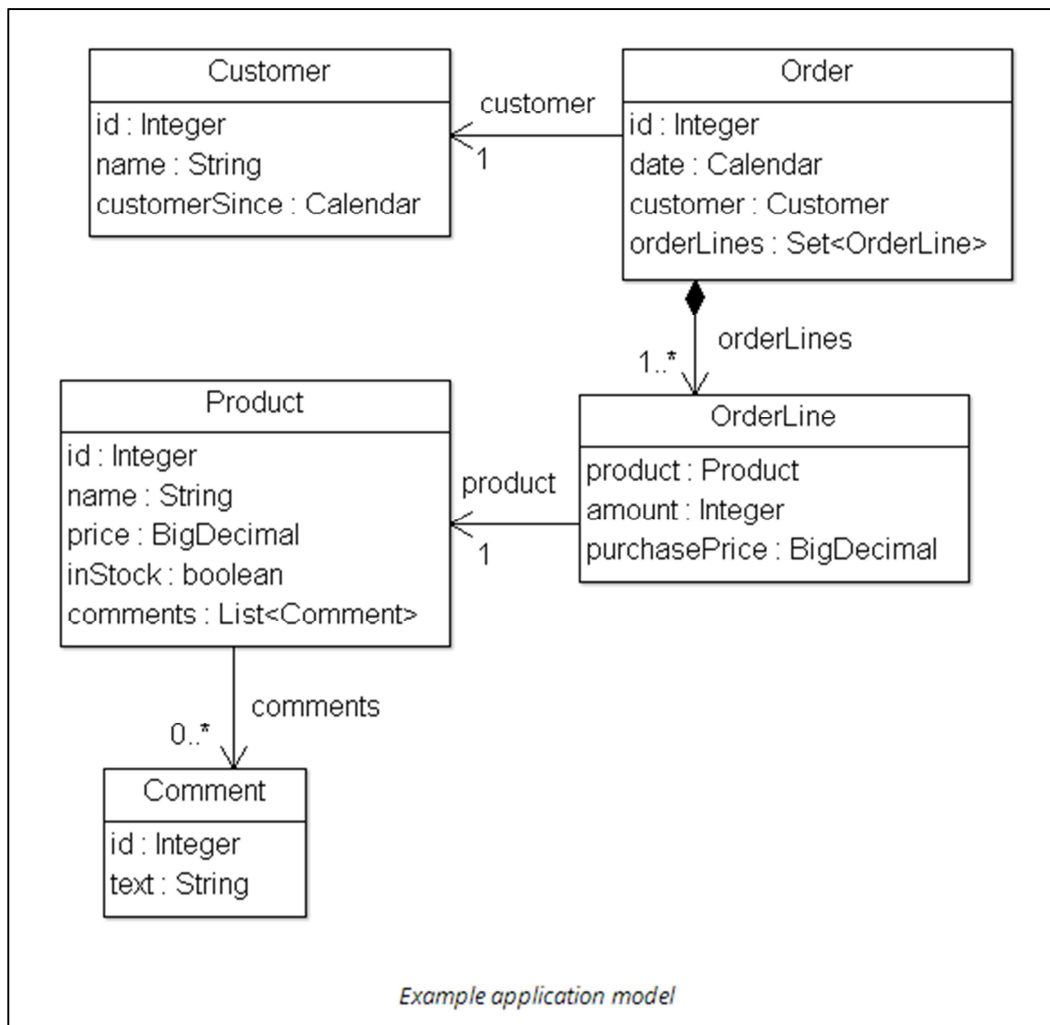 Customer
id : Integer
name : String
customerSince : Calendar
customer
1
Order
id : Integer
date : Calendar
customer : Customer
orderLines : Set<OrderLine>
orderLines
1..*
Product
id : Integer
name : String
price : BigDecimal
inStock : boolean
comments : List<Comment>
product
1
OrderLine
product : Product
amount : Integer
purchasePrice : BigDecimal
comments
0..*
Comment
id : Integer
text : String
Example application model